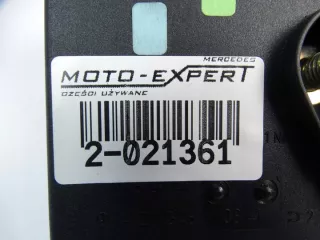 MERCEDES
MOTO-EXPERT
CZĘŚCI UŻYWANE
2-021361